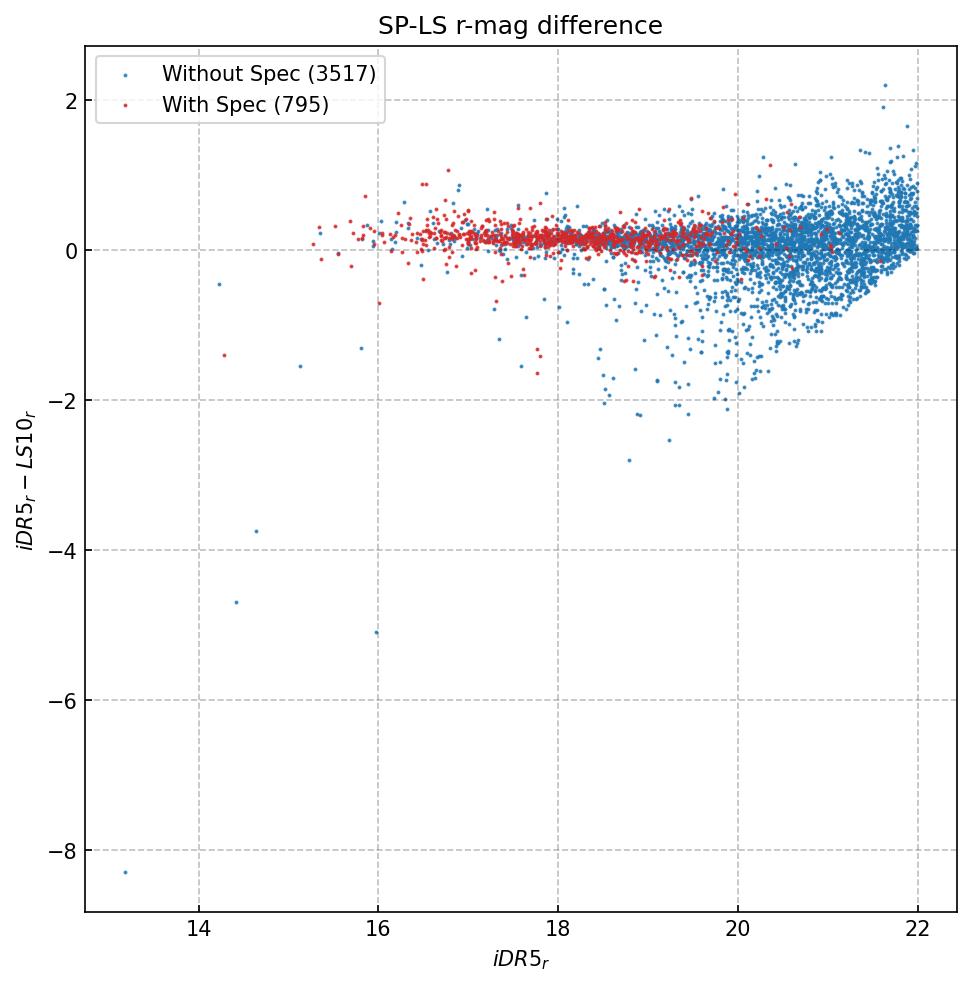 SP-LS r-mag difference
Without Spec (3517)
With Spec (795)
2
0
−2
−4
−6
−8
iDR5r − LS10r
14 16 18 20 22
iDR5r